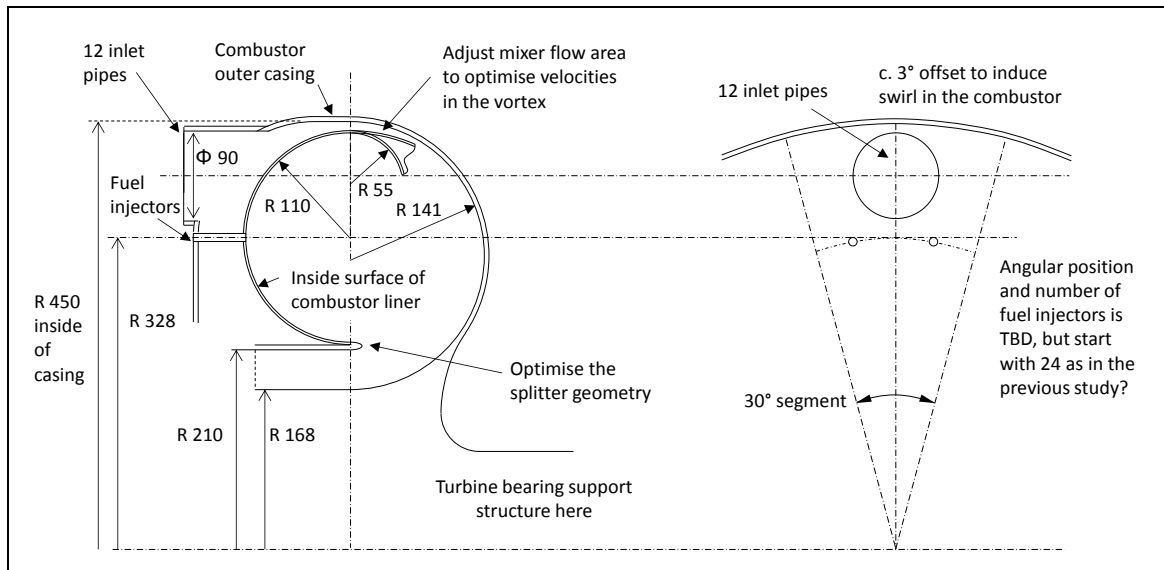 12 inlet
pipes
Combustor
outer casing
Adjust mixer flow area
to optimise velocities
in the vortex
12 inlet pipes
c. 3° offset to induce
swirl in the combustor
Φ 90
Fuel
injectors
R 55
R 110
R 141
Inside surface of
combustor liner
R 450
inside
of
casing
R 328
Optimise the
splitter geometry
R 210
R 168
Turbine bearing support
structure here
30° segment
Angular position
and number of
fuel injectors is
TBD, but start
with 24 as in the
previous study?